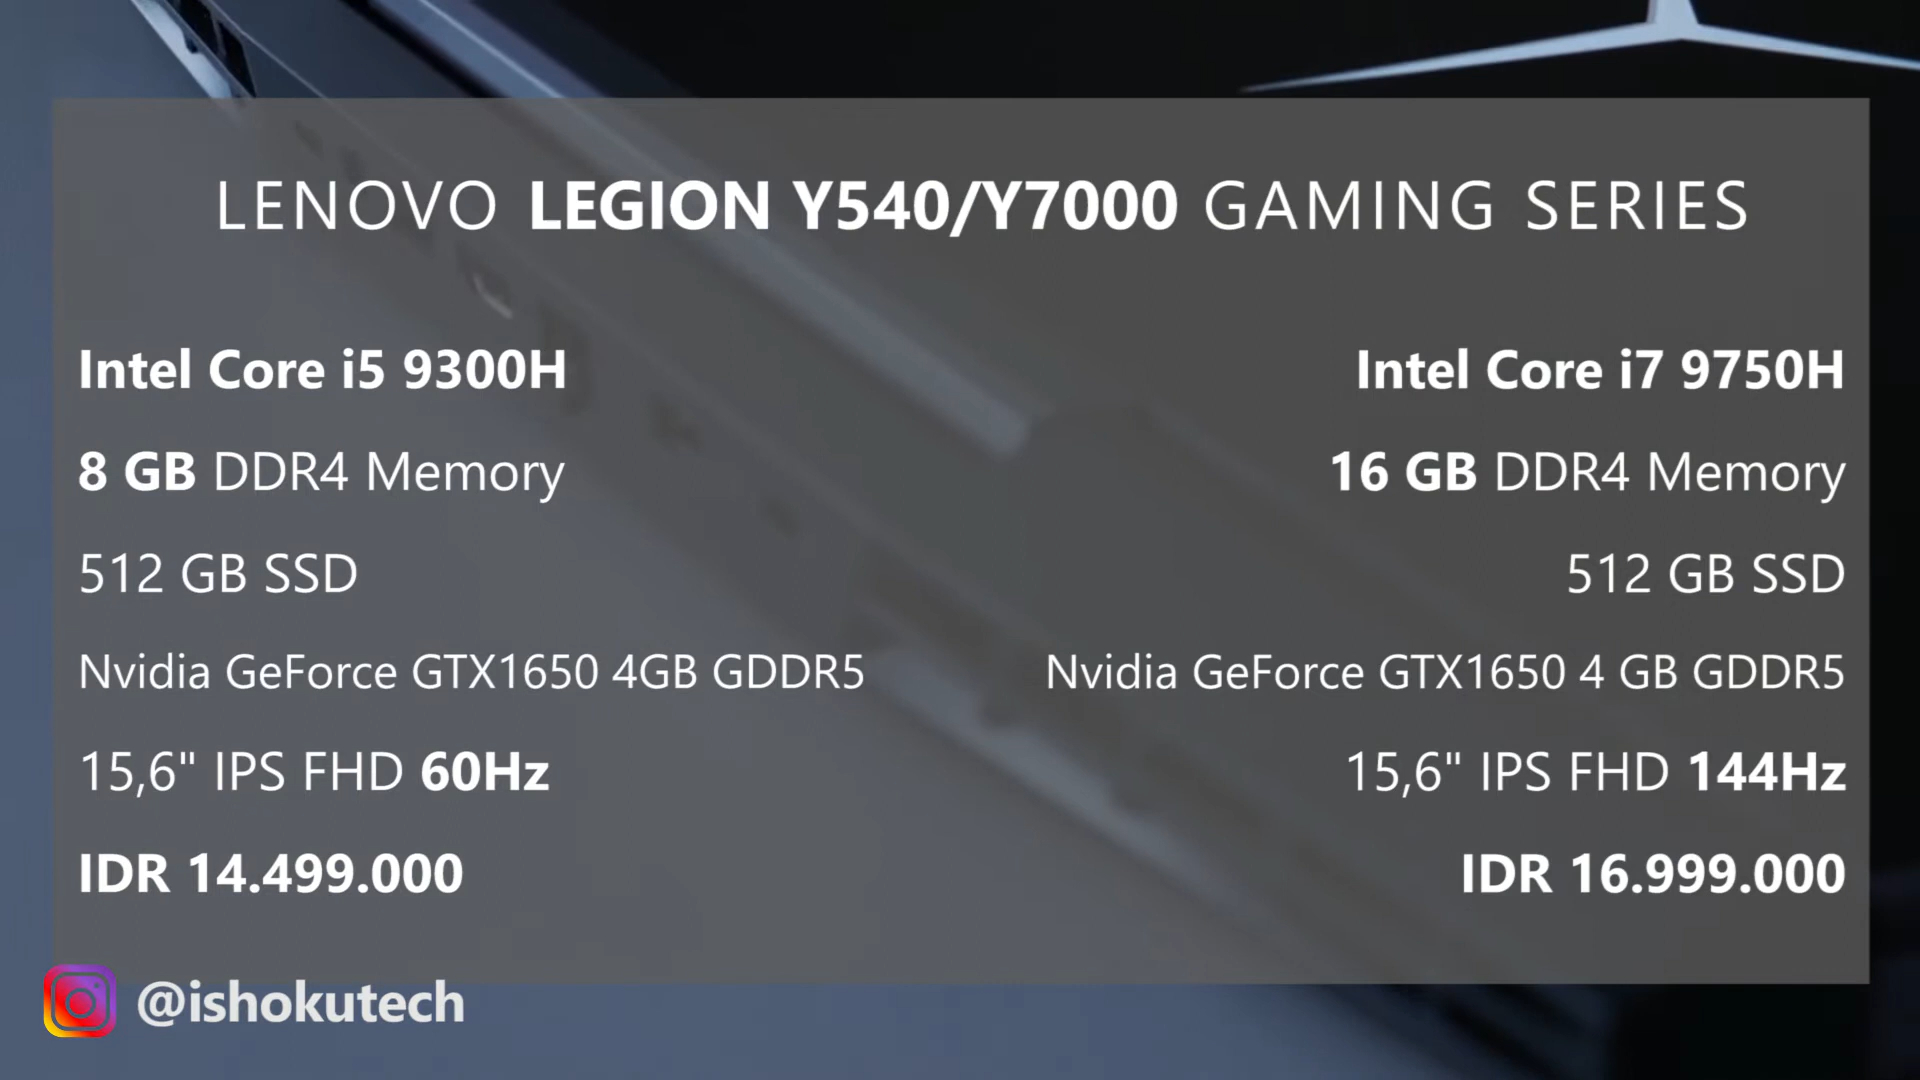 LENOVO LEGION Y540/Y7000 GAMING SERIES
Intel Core i5 9300H
8 GB DDR4 Memory
512 GB SSD
Nvidia GeForce GTX1650 4GB GDDR5
15,6" IPS FHD 60Hz
IDR 14.499.000
Intel Core i7 9750H
16 GB DDR4 Memory
512 GB SSD
Nvidia GeForce GTX1650 4 GB GDDR5
15,6" IPS FHD 144Hz
IDR 16.999.000
@ishokutech